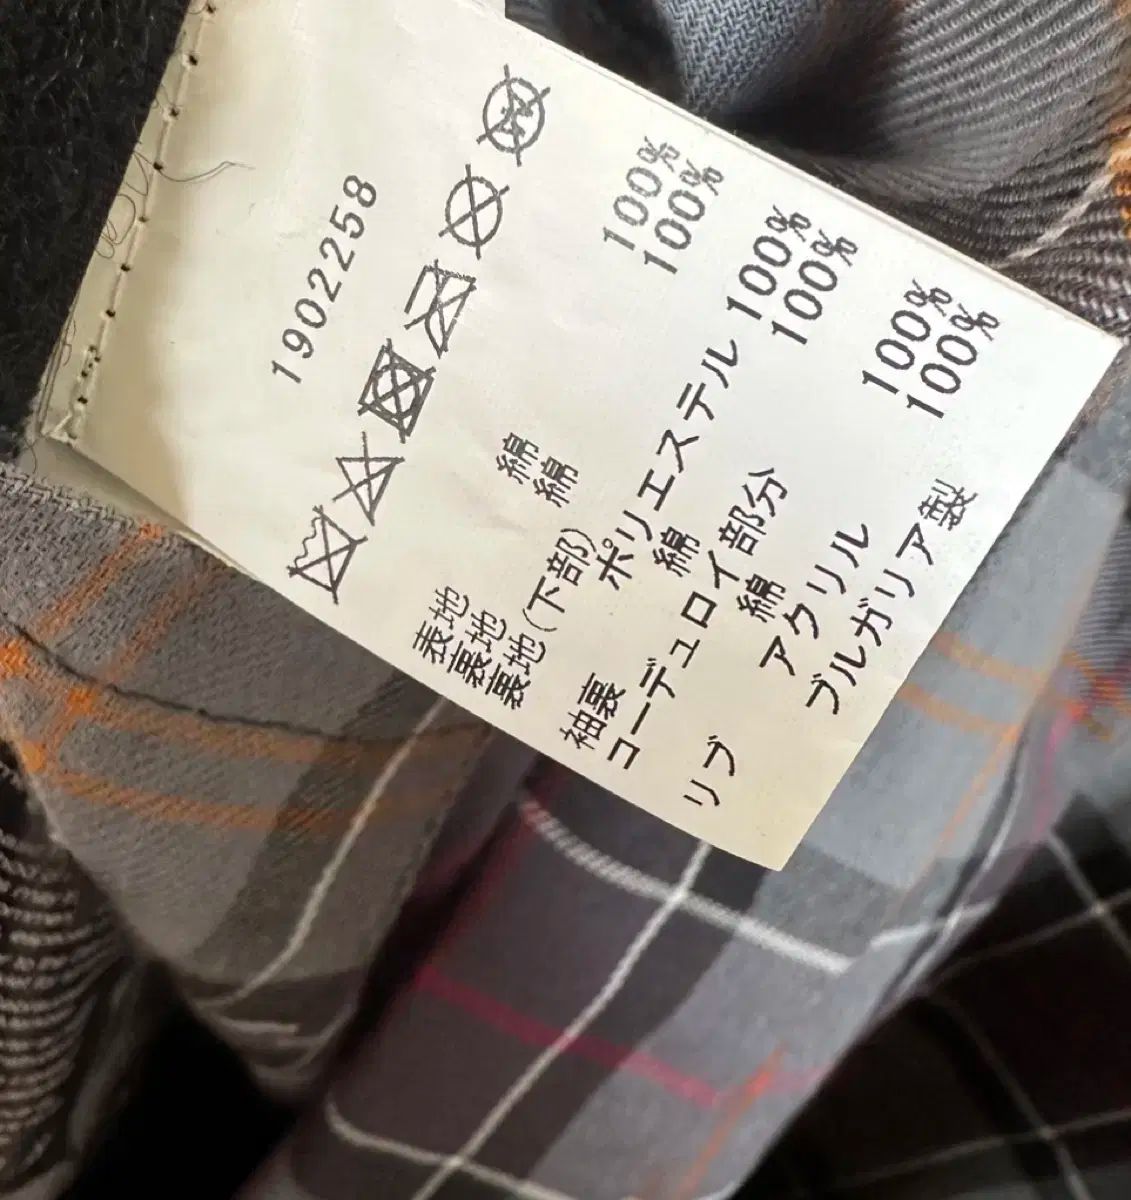 1902258
表地 綿 100%
裏地 綿 100%
裏地(下部) ポリエステル 100%
袖裏 綿 100%
コーデュロイ部分
綿 100%
リブ アクリル 100%
ブルガリア製